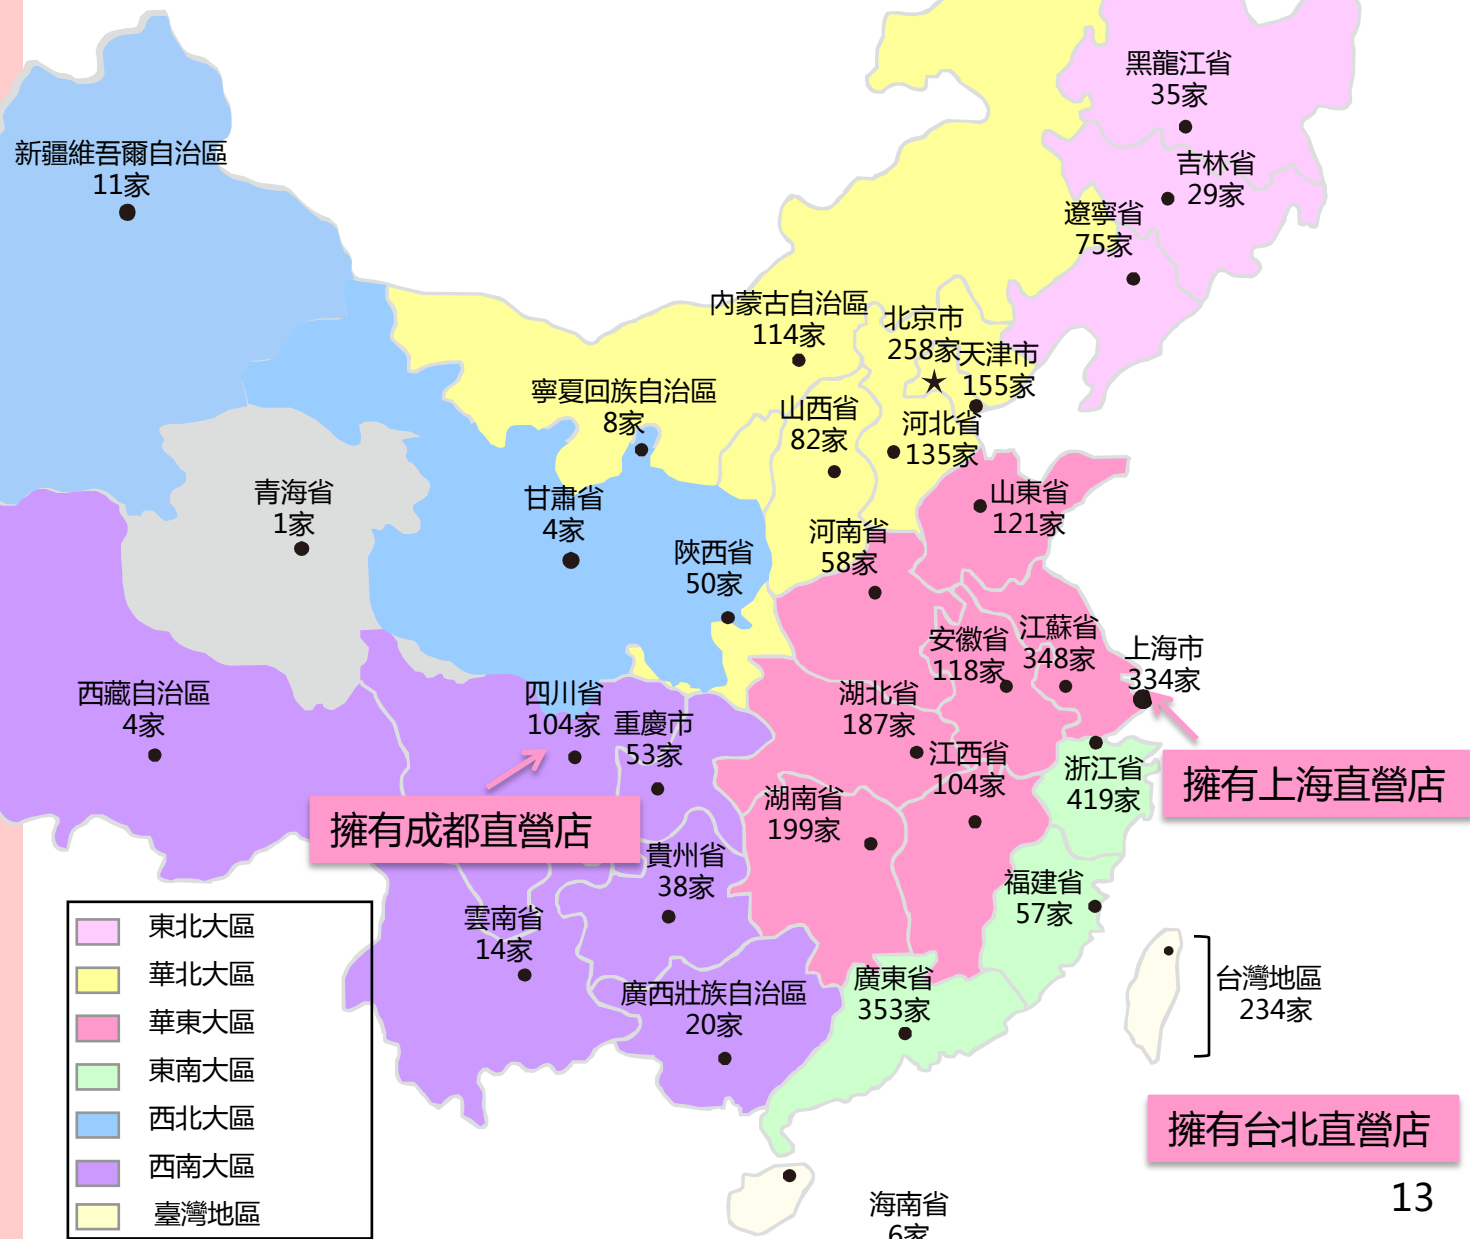 黑龍江省
35家
新疆維吾爾自治區
11家
吉林省
29家
遼寧省
75家
內蒙古自治區
114家
北京市
258家
天津市
155家
寧夏回族自治區
8家
山西省
82家
河北省
135家
青海省
1家
甘肅省
4家
山東省
121家
河南省
58家
陝西省
50家
安徽省
118家
江蘇省
348家
上海市
334家
西藏自治區
4家
四川省
104家
重慶市
53家
湖北省
187家
江西省
104家
浙江省
419家
擁有上海直營店
湖南省
199家
擁有成都直營店
貴州省
38家
福建省
57家
雲南省
14家
廣西壯族自治區
20家
廣東省
353家
台灣地區
234家
東北大區
華北大區
華東大區
東南大區
西北大區
西南大區
臺灣地區
擁有台北直營店
海南省
6家
13